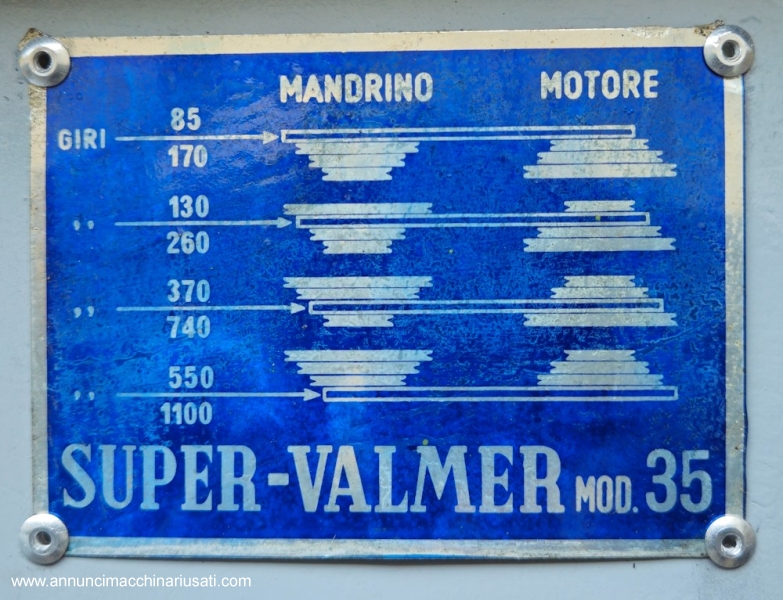 MANDRINO MOTORE
GIRI 85
170
,, 130
260
,, 370
740
,, 550
1100
SUPER-VALMER MOD. 35
www.annuncimacchinariusati.com